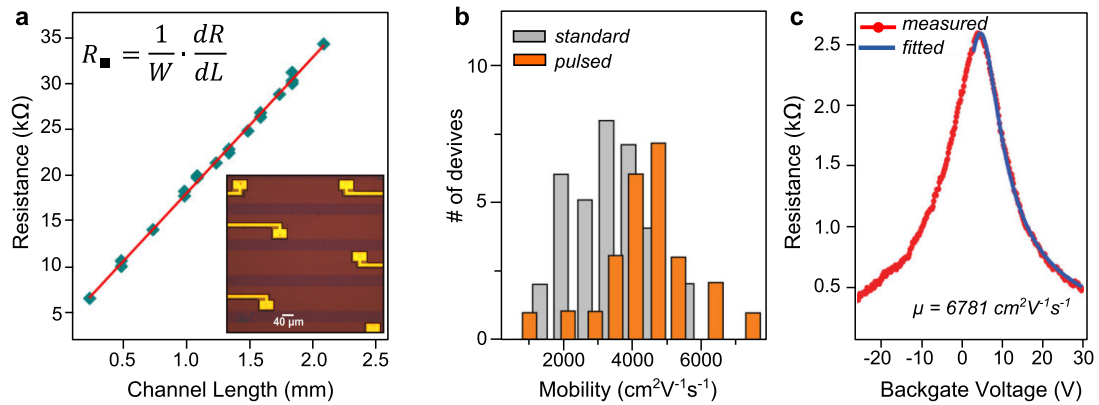 a
R■ = 1/W · dR/dL
Resistance (kΩ)
35
30
25
20
15
10
5
0.5
1.0
1.5
2.0
2.5
Channel Length (mm)
40 µm
b
standard
pulsed
# of devives
10
5
0
2000
4000
6000
Mobility (cm²V⁻¹s⁻¹)
c
measured
fitted
Resistance (kΩ)
2.5
2.0
1.5
1.0
0.5
µ = 6781 cm²V⁻¹s⁻¹
-20
-10
0
10
20
30
Backgate Voltage (V)